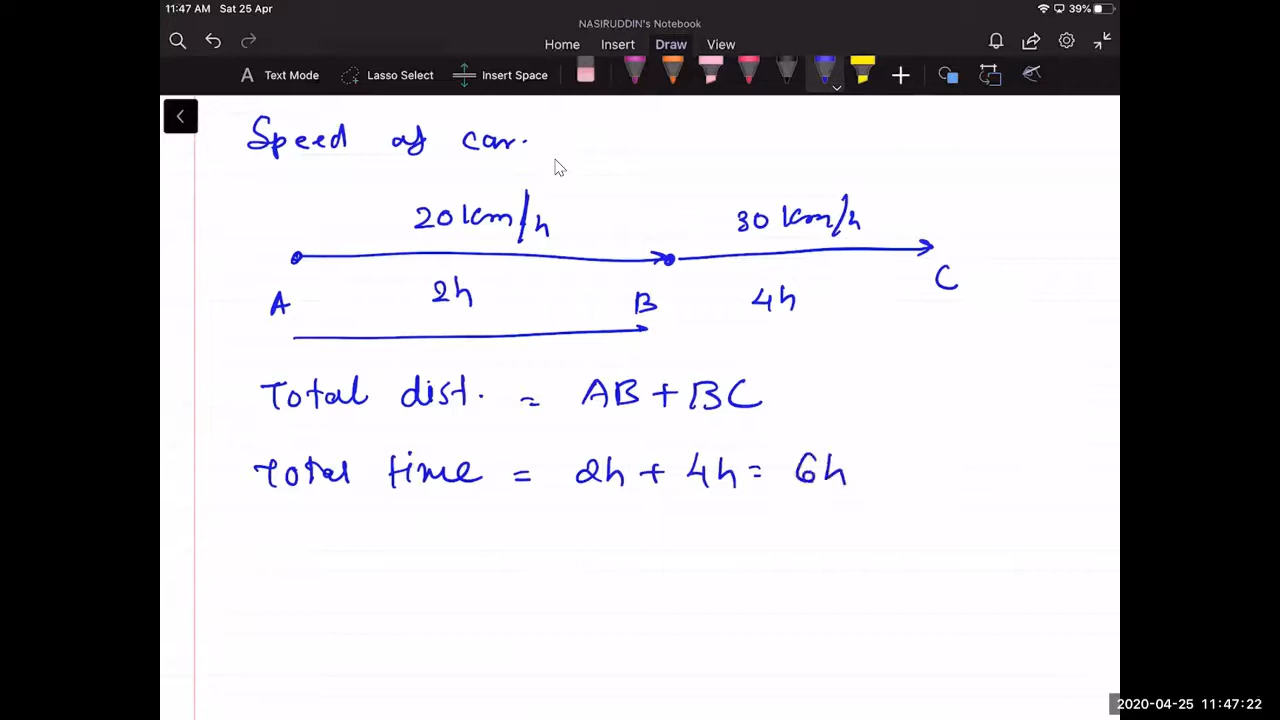 11:47 AM Sat 25 Apr
39%
NASIRUDDIN's Notebook
Home Insert Draw View
Text Mode Lasso Select Insert Space
Speed of car.
20 km/h 30 km/h
A 2h B 4h C
Total dist. = AB + BC
Total time = 2h + 4h = 6h
2020-04-25 11:47:22